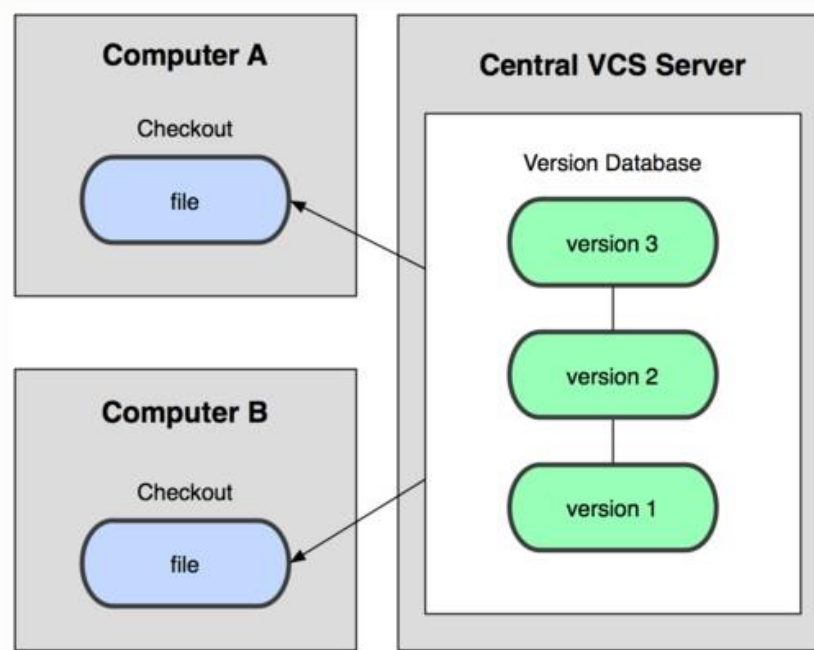 Computer A
Checkout
file
Computer B
Checkout
file
Central VCS Server
Version Database
version 3
version 2
version 1